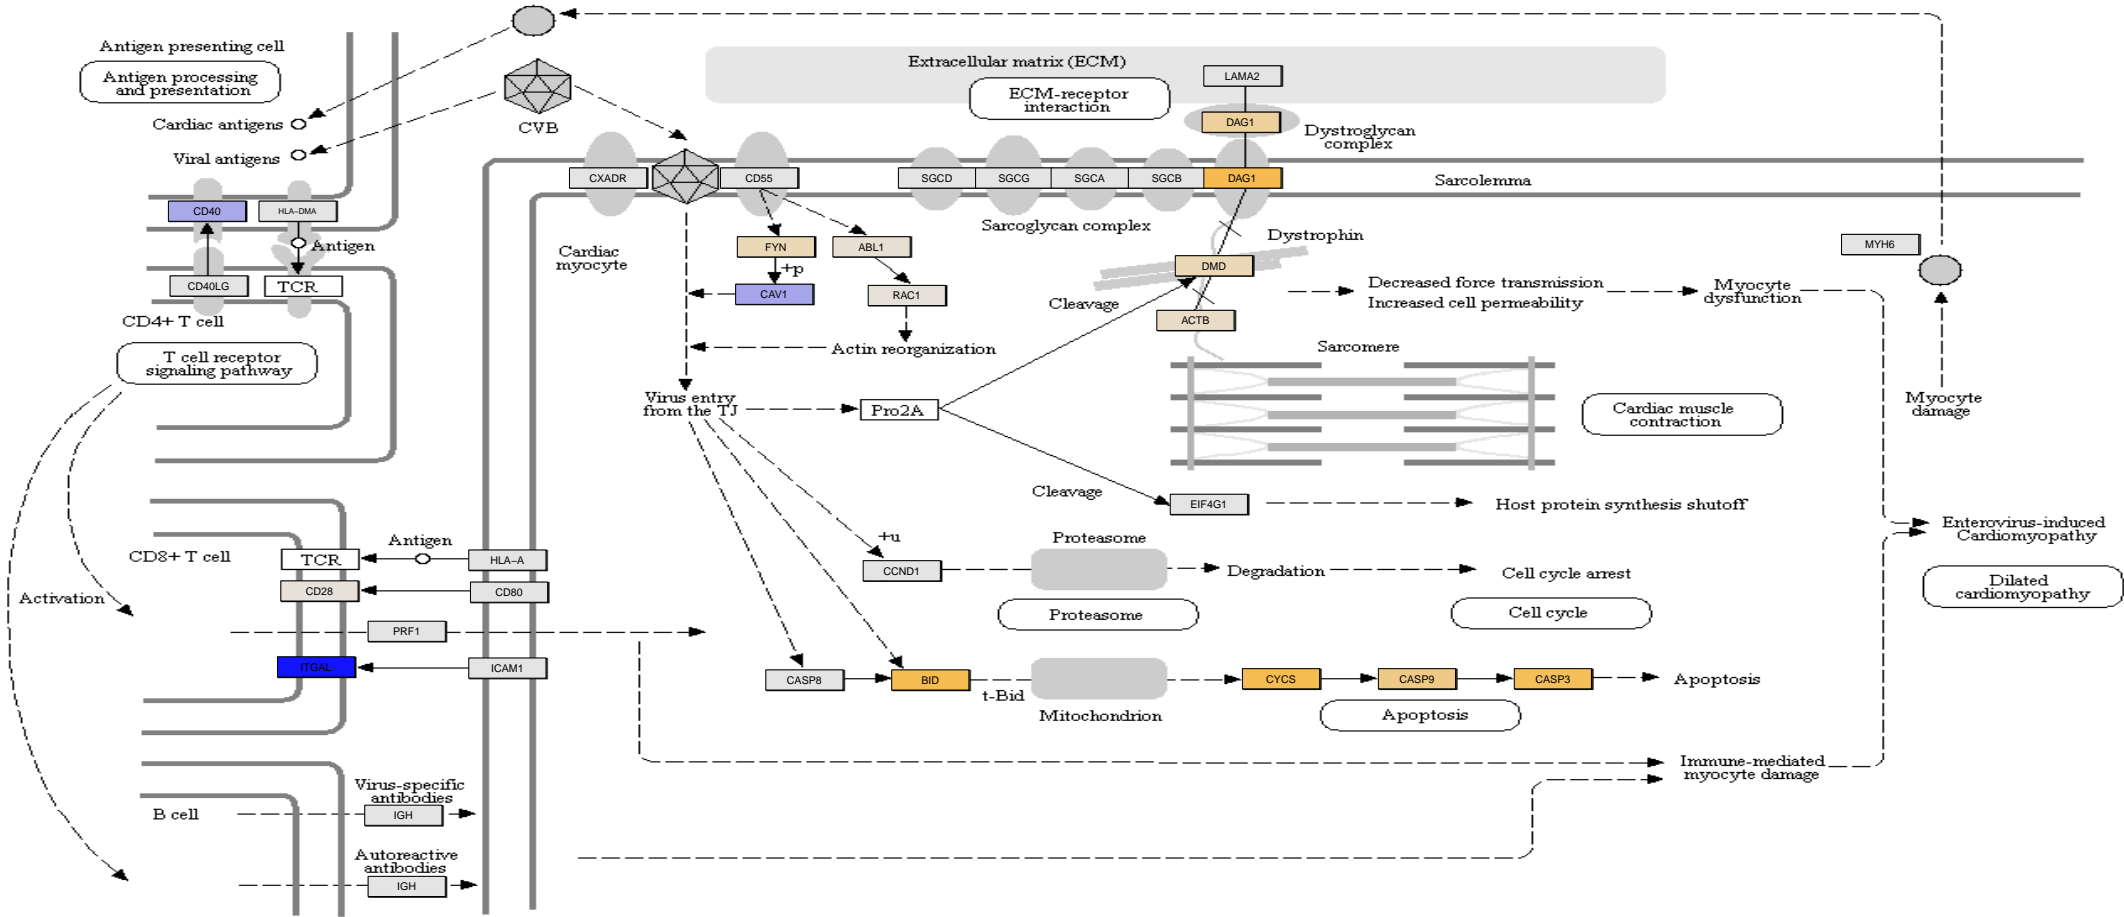 Antigen presenting cell
Antigen processing
and presentation
Cardiac antigens
Viral antigens
CVB
Extracellular matrix (ECM)
ECM-receptor
interaction
LAMA2
DAG1
Dystroglycan
complex
CXADR
CD55
SGCD
SGCG
SGCA
SGCB
DAG1
Sarcolemma
Sarcoglycan complex
CD40
HLA-DMA
Antigen
CD40LG
TCR
CD4+ T cell
T cell receptor
signaling pathway
Cardiac
myocyte
FYN
ABL1
+p
CAV1
RAC1
Actin reorganization
Dystrophin
DMD
Cleavage
ACTB
Decreased force transmission
Increased cell permeability
Myocyte
dysfunction
MYH6
Sarcomere
Virus entry
from the TJ
Pro2A
Cardiac muscle
contraction
Myocyte
damage
Cleavage
EIF4G1
Host protein synthesis shutoff
Enterovirus-induced
Cardiomyopathy
Dilated
cardiomyopathy
CD8+ T cell
TCR
Antigen
HLA-A
CD28
CD80
Activation
PRF1
ITGAL
ICAM1
+u
CCND1
Proteasome
Degradation
Cell cycle arrest
Proteasome
Cell cycle
CASP8
BID
t-Bid
Mitochondrion
CYCS
CASP9
CASP3
Apoptosis
Apoptosis
Immune-mediated
myocyte damage
Virus-specific
antibodies
B cell
IGH
Autoreactive
antibodies
IGH